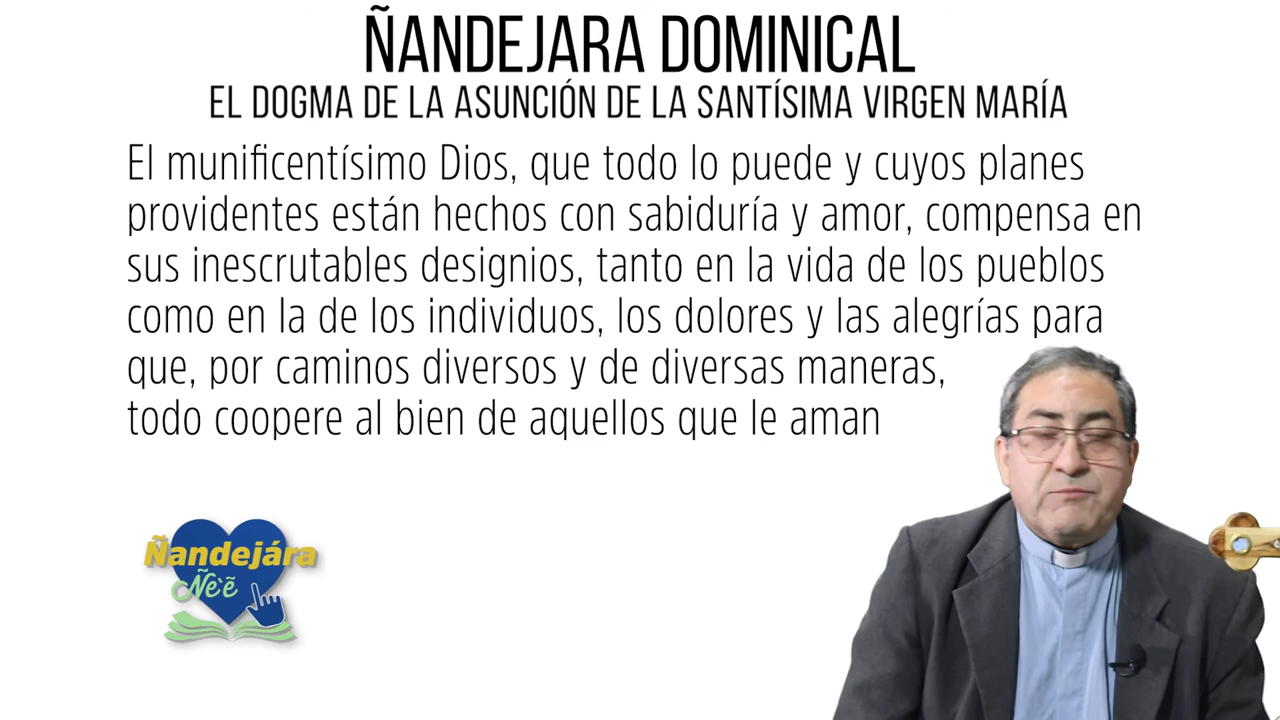 ÑANDEJARA DOMINICAL
EL DOGMA DE LA ASUNCIÓN DE LA SANTÍSIMA VIRGEN MARÍA
El munificentísimo Dios, que todo lo puede y cuyos planes
providentes están hechos con sabiduría y amor, compensa en
sus inescrutables designios, tanto en la vida de los pueblos
como en la de los individuos, los dolores y las alegrías para
que, por caminos diversos y de diversas maneras,
todo coopere al bien de aquellos que le aman
Ñandejára
Ñe'ẽ